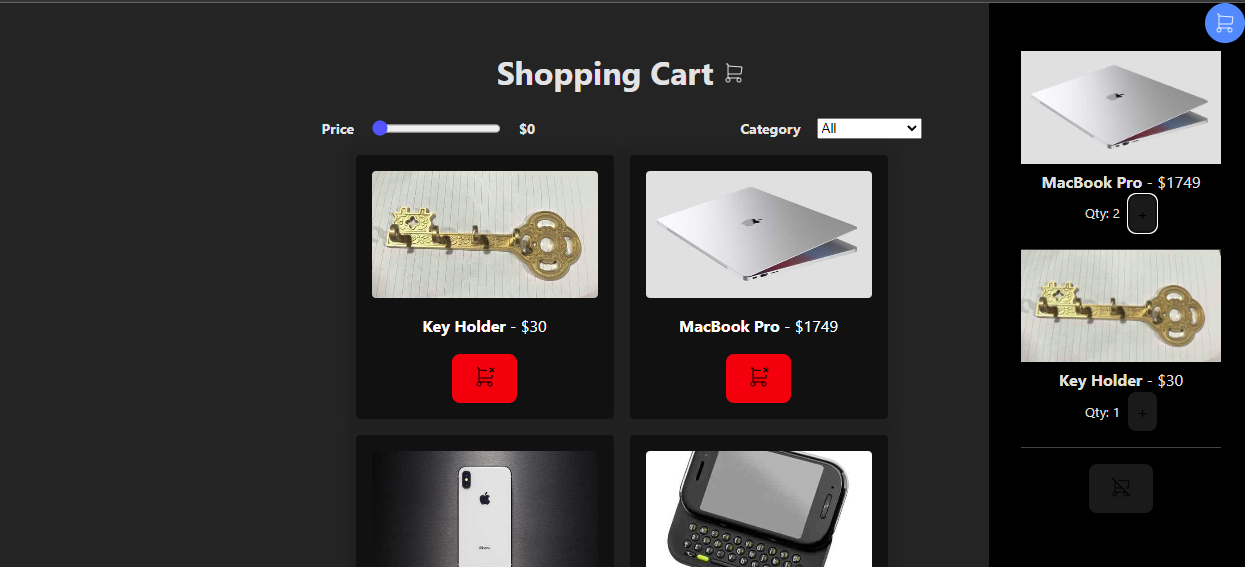 Shopping Cart
Price
$0
Category
All
Key Holder - $30
MacBook Pro - $1749
iPhone
MacBook Pro - $1749
Qty: 2
+
Key Holder - $30
Qty: 1
+